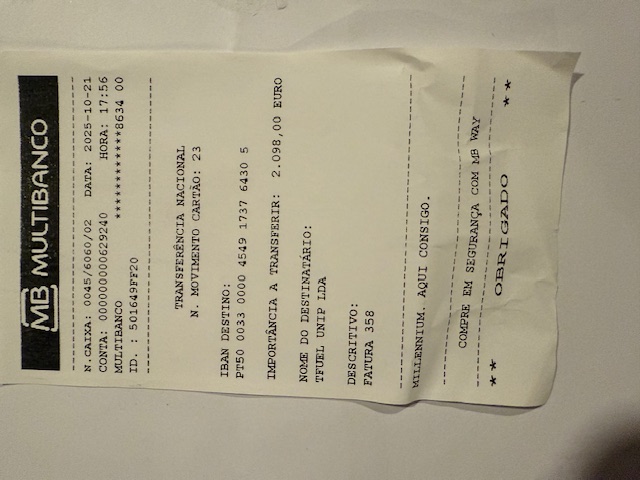 MB MULTIBANCO
N.CAIXA: 0045/6060/02 DATA: 2025-10-21
CONTA: 000000000629240 HORA: 17:56
MULTIBANCO ************8634 00
ID. : 501649FF20
TRANSFERÊNCIA NACIONAL
N. MOVIMENTO CARTÃO: 23
IBAN DESTINO:
PT50 0033 0000 4549 1737 6430 5
IMPORTÂNCIA A TRANSFERIR: 2.098,00 EURO
NOME DO DESTINATÁRIO:
TFUEL UNIP LDA
DESCRITIVO:
FATURA 358
MILLENNIUM. AQUI CONSIGO.
COMPRE EM SEGURANÇA COM MB WAY
** OBRIGADO **